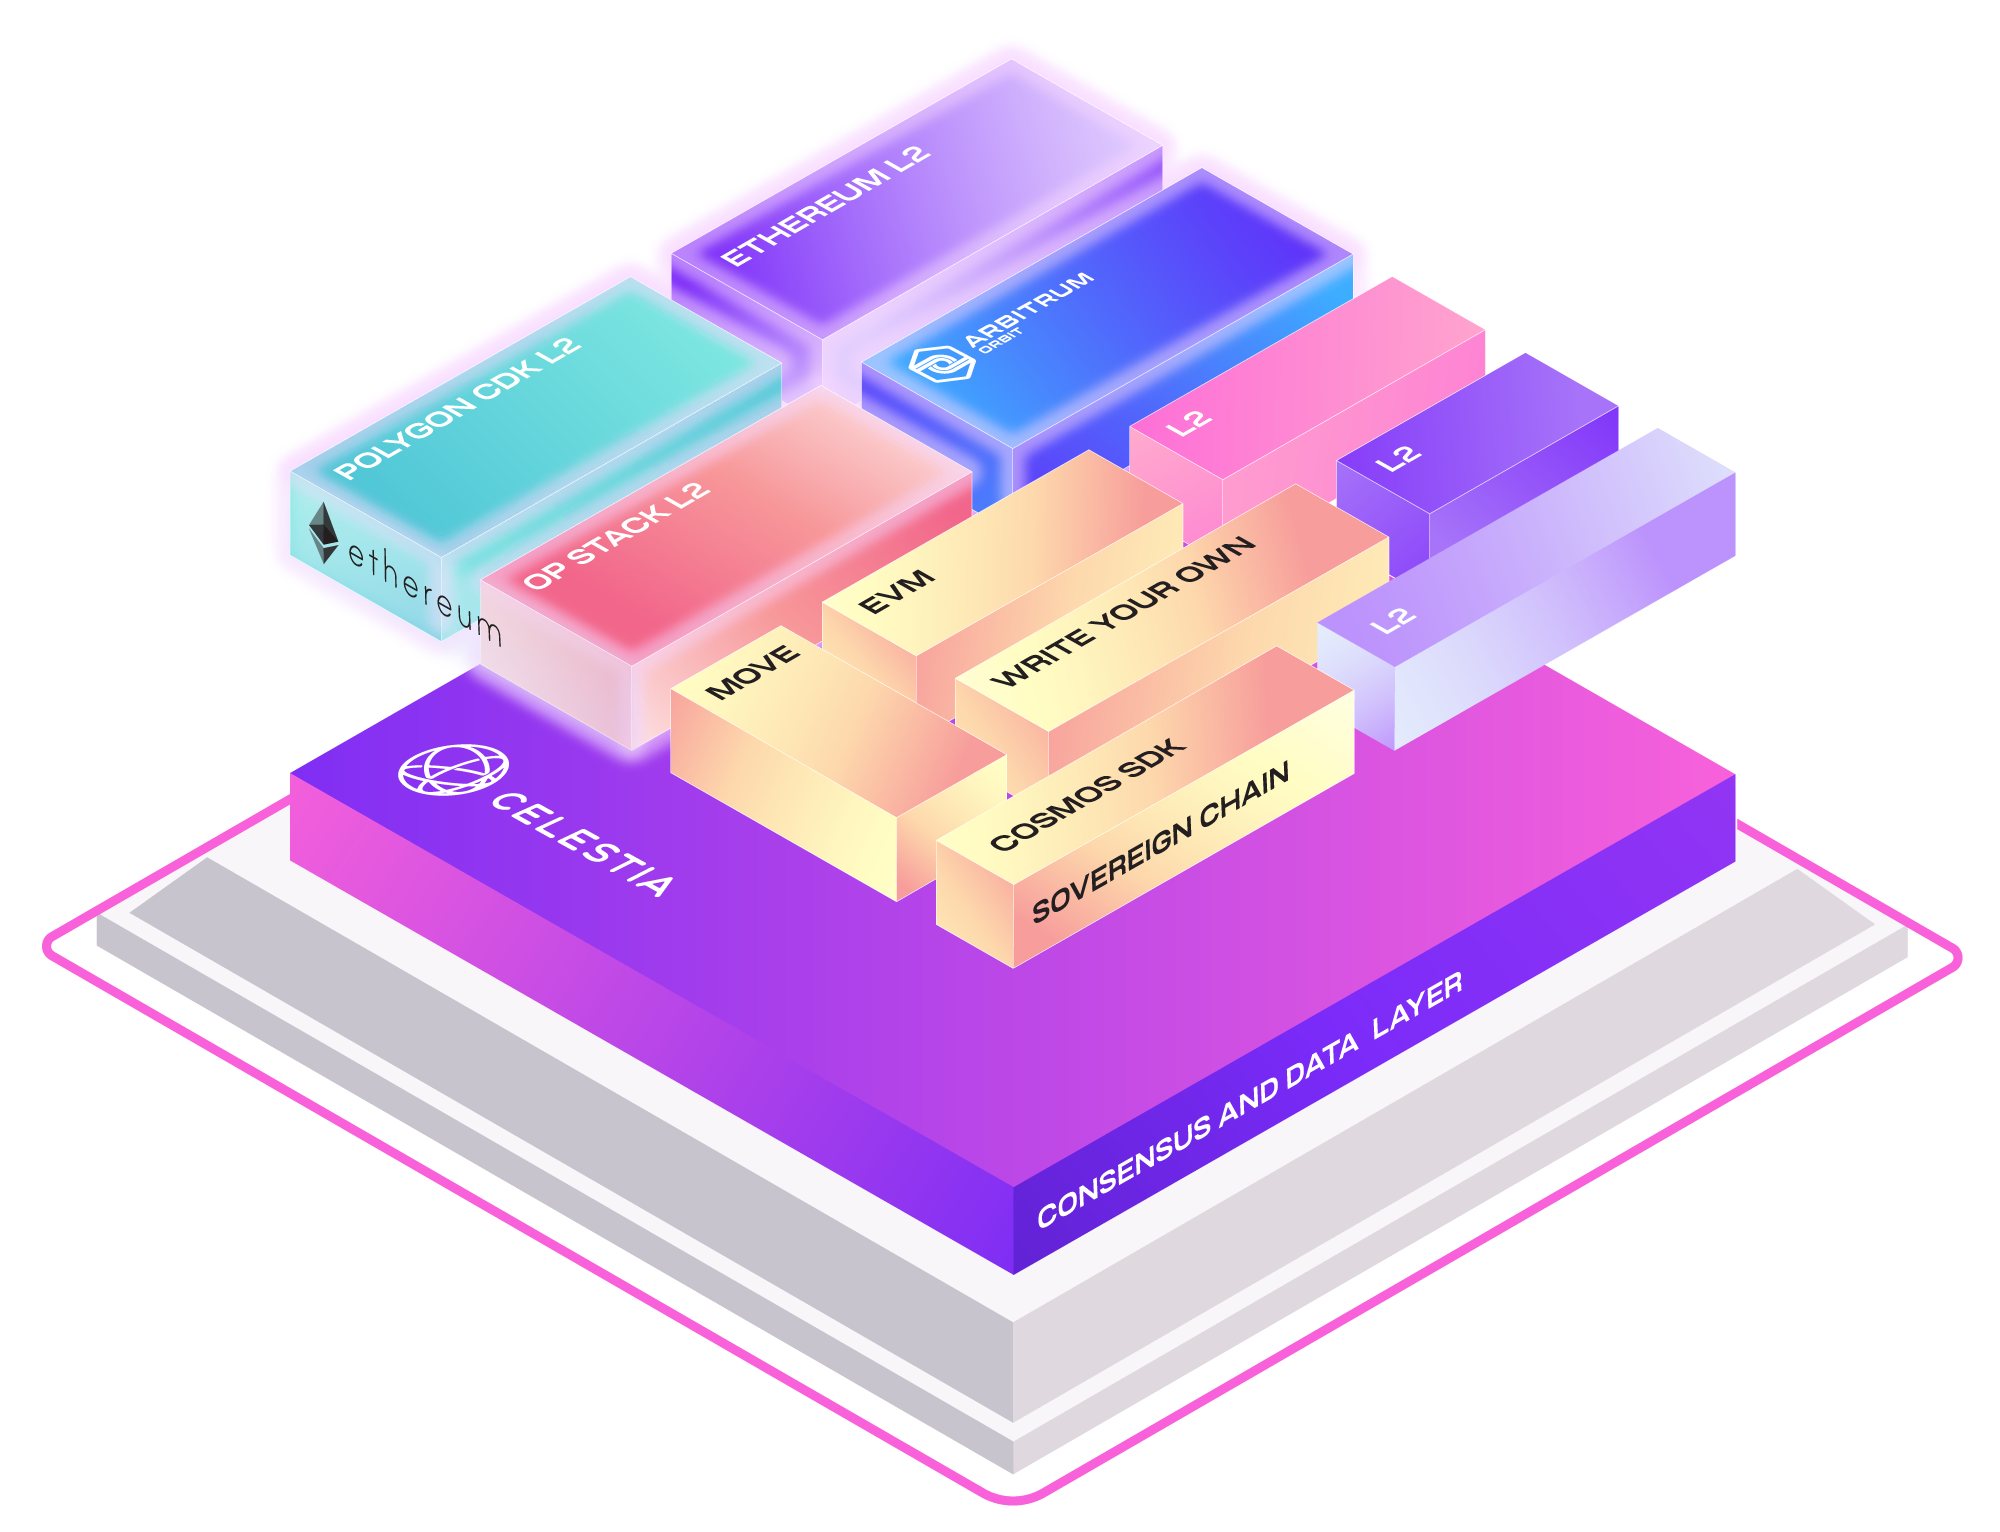 ETHEREUM L2
ARBITRUM
ORBIT
POLYGON CDK L2
ethereum
OP STACK L2
L2
L2
L2
EVM
WRITE YOUR OWN
MOVE
COSMOS SDK
SOVEREIGN CHAIN
CELESTIA
CONSENSUS AND DATA LAYER